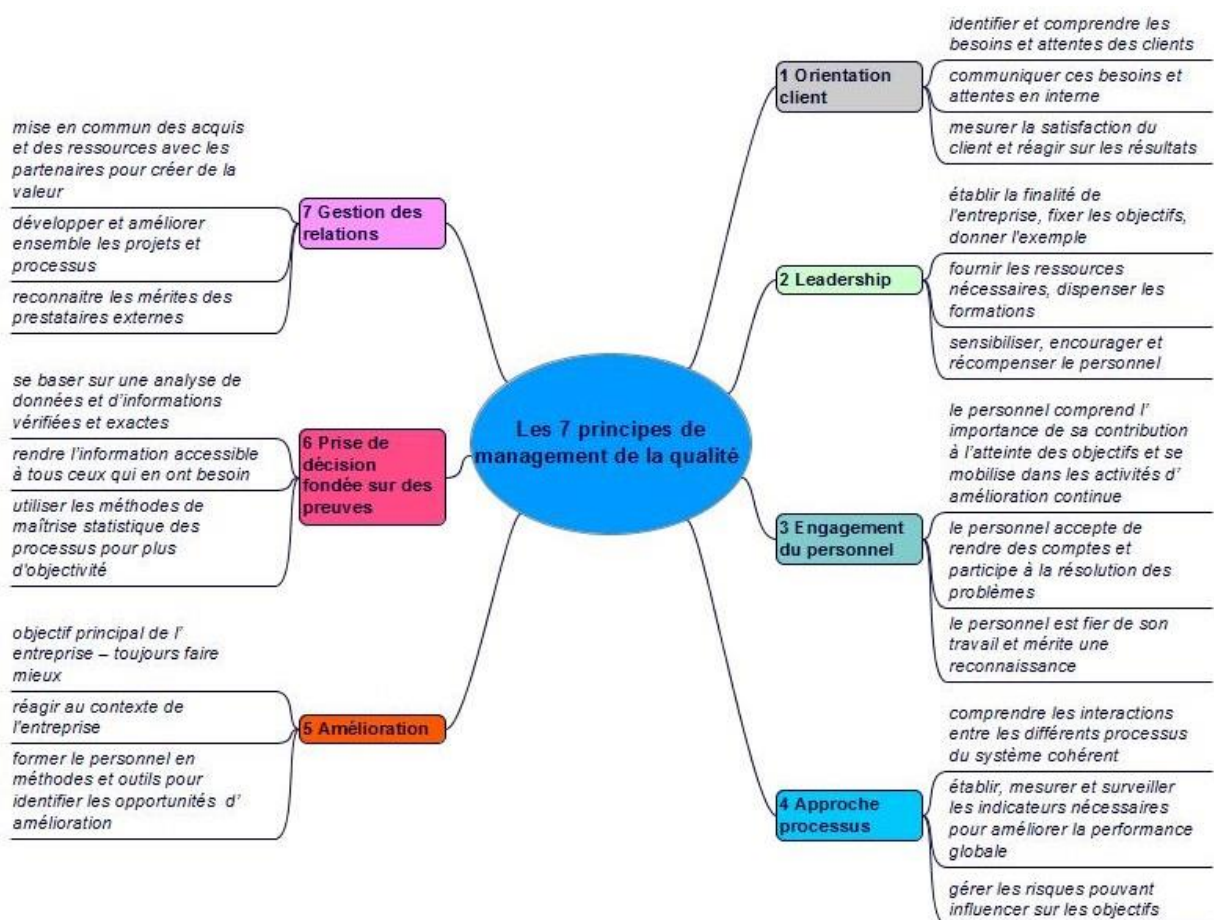 Les 7 principes de
management de la qualité
1 Orientation
client
identifier et comprendre les
besoins et attentes des clients
communiquer ces besoins et
attentes en interne
mesurer la satisfaction du
client et réagir sur les résultats
2 Leadership
établir la finalité de
l'entreprise, fixer les objectifs,
donner l'exemple
fournir les ressources
nécessaires, dispenser les
formations
sensibiliser, encourager et
récompenser le personnel
3 Engagement
du personnel
le personnel comprend l'
importance de sa contribution
à l'atteinte des objectifs et se
mobilise dans les activités d'
amélioration continue
le personnel accepte de
rendre des comptes et
participe à la résolution des
problèmes
le personnel est fier de son
travail et mérite une
reconnaissance
4 Approche
processus
comprendre les interactions
entre les différents processus
du système cohérent
établir, mesurer et surveiller
les indicateurs nécessaires
pour améliorer la performance
globale
gérer les risques pouvant
influencer sur les objectifs
5 Amélioration
objectif principal de l'
entreprise – toujours faire
mieux
réagir au contexte de
l'entreprise
former le personnel en
méthodes et outils pour
identifier les opportunités d'
amélioration
6 Prise de
décision
fondée sur des
preuves
se baser sur une analyse de
données et d'informations
vérifiées et exactes
rendre l'information accessible
à tous ceux qui en ont besoin
utiliser les méthodes de
maîtrise statistique des
processus pour plus
d'objectivité
7 Gestion des
relations
mise en commun des acquis
et des ressources avec les
partenaires pour créer de la
valeur
développer et améliorer
ensemble les projets et
processus
reconnaitre les mérites des
prestataires externes